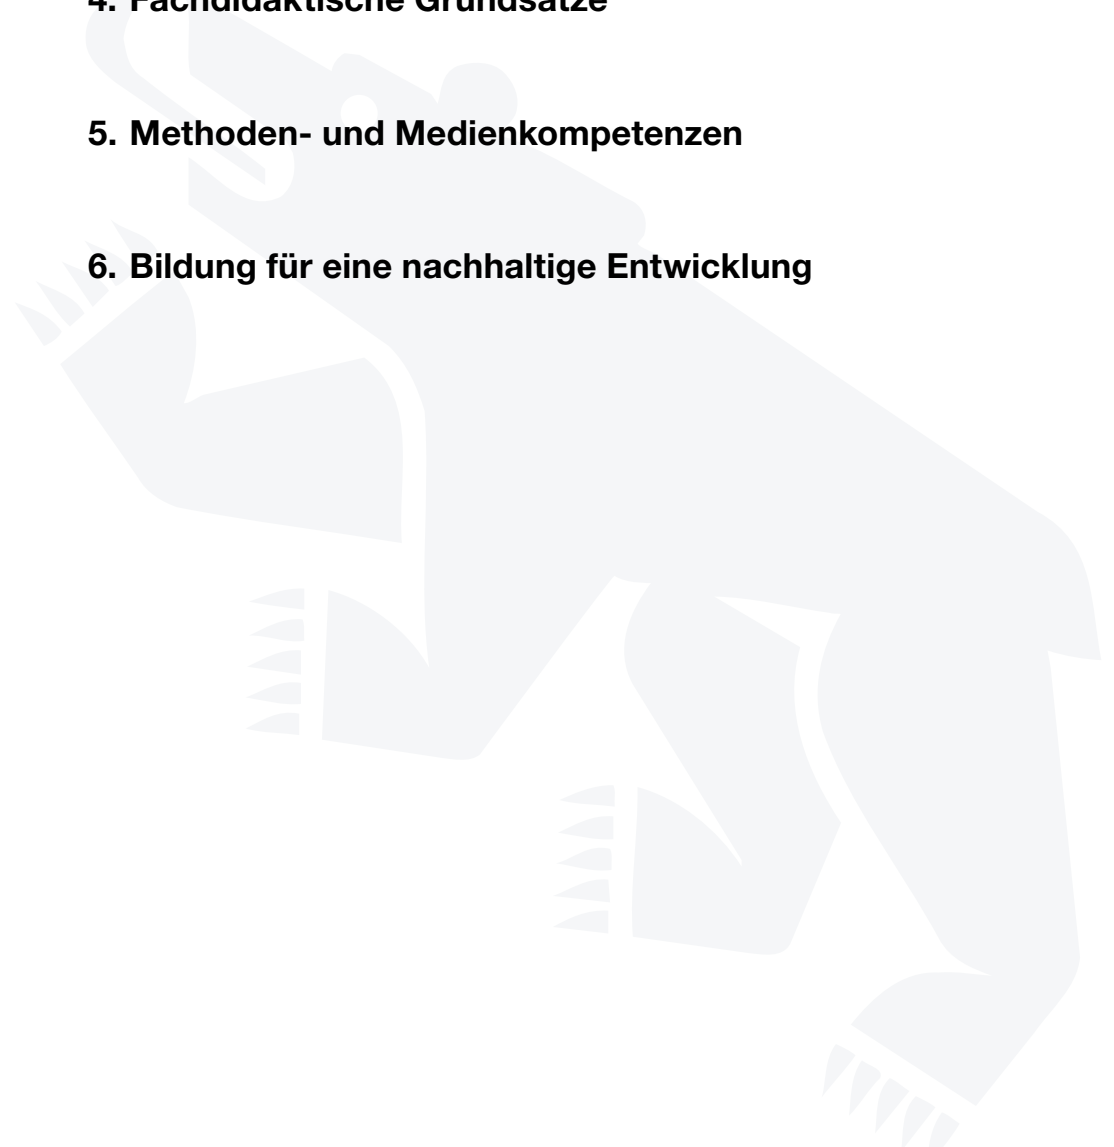 4. Fachdidaktische Grundsätze
5. Methoden- und Medienkompetenzen
6. Bildung für eine nachhaltige Entwicklung